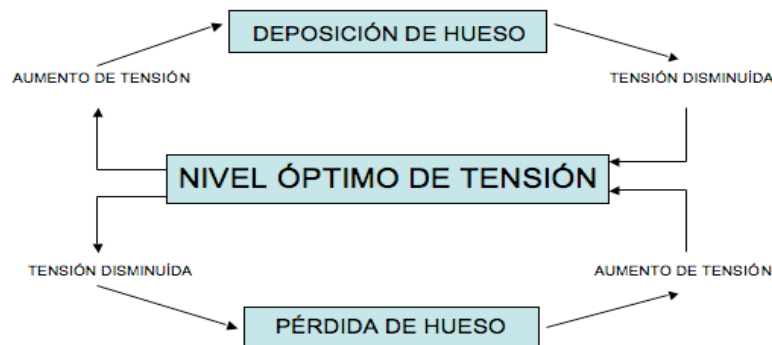 DEPOSICIÓN DE HUESO
AUMENTO DE TENSIÓN
TENSIÓN DISMINUÍDA
NIVEL ÓPTIMO DE TENSIÓN
TENSIÓN DISMINUÍDA
AUMENTO DE TENSIÓN
PÉRDIDA DE HUESO